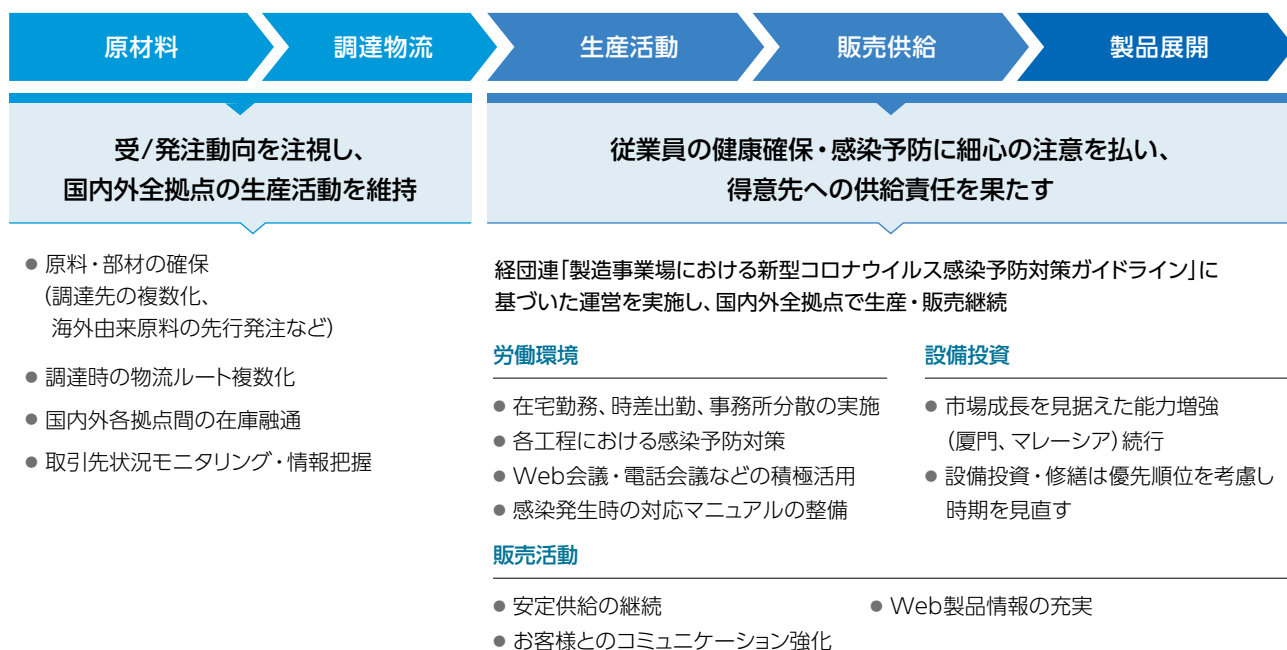 原材料
調達物流
生産活動
販売供給
製品展開
受/発注動向を注視し、
国内外全拠点の生産活動を維持
● 原料・部材の確保
（調達先の複数化、
海外由来原料の先行発注など）
● 調達時の物流ルート複数化
● 国内外各拠点間の在庫融通
● 取引先状況モニタリング・情報把握
従業員の健康確保・感染予防に細心の注意を払い、
得意先への供給責任を果たす
経団連「製造事業場における新型コロナウイルス感染予防対策ガイドライン」に
基づいた運営を実施し、国内外全拠点で生産・販売継続
労働環境
● 在宅勤務、時差出勤、事務所分散の実施
● 各工程における感染予防対策
● Web会議・電話会議などの積極活用
● 感染発生時の対応マニュアルの整備
設備投資
● 市場成長を見据えた能力増強
（厦門、マレーシア）続行
● 設備投資・修繕は優先順位を考慮し
時期を見直す
販売活動
● 安定供給の継続
● お客様とのコミュニケーション強化
● Web製品情報の充実